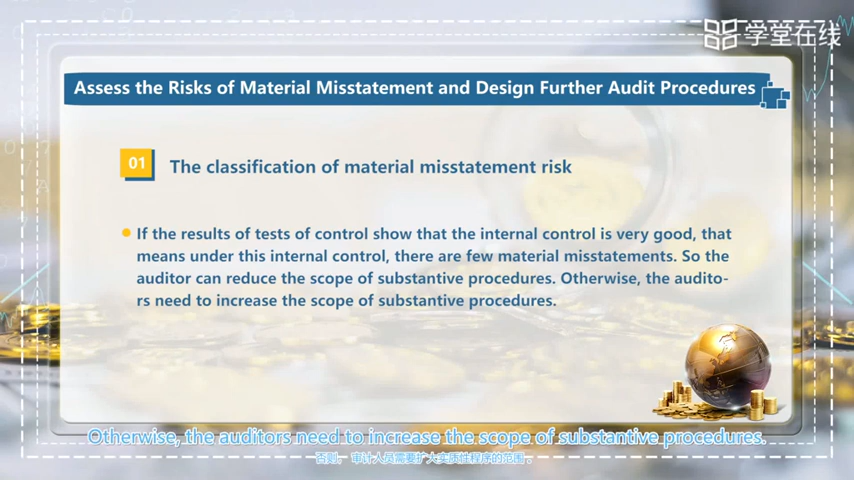 学堂在线
Assess the Risks of Material Misstatement and Design Further Audit Procedures
01
The classification of material misstatement risk
If the results of tests of control show that the internal control is very good, that
means under this internal control, there are few material misstatements. So the
auditor can reduce the scope of substantive procedures. Otherwise, the audito-
rs need to increase the scope of substantive procedures.
Otherwise, the auditors need to increase the scope of substantive procedures.
否则， 审计人员需要扩大实质性程序的范围 .